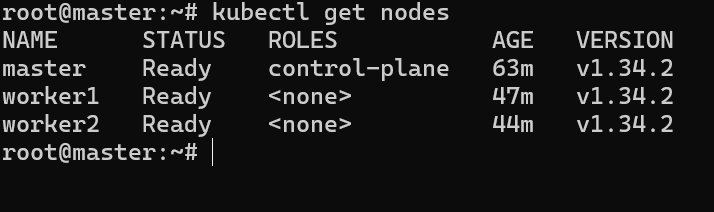 root@master:~# kubectl get nodes
NAME      STATUS   ROLES           AGE   VERSION
master    Ready    control-plane   63m   v1.34.2
worker1   Ready    <none>          47m   v1.34.2
worker2   Ready    <none>          44m   v1.34.2
root@master:~#